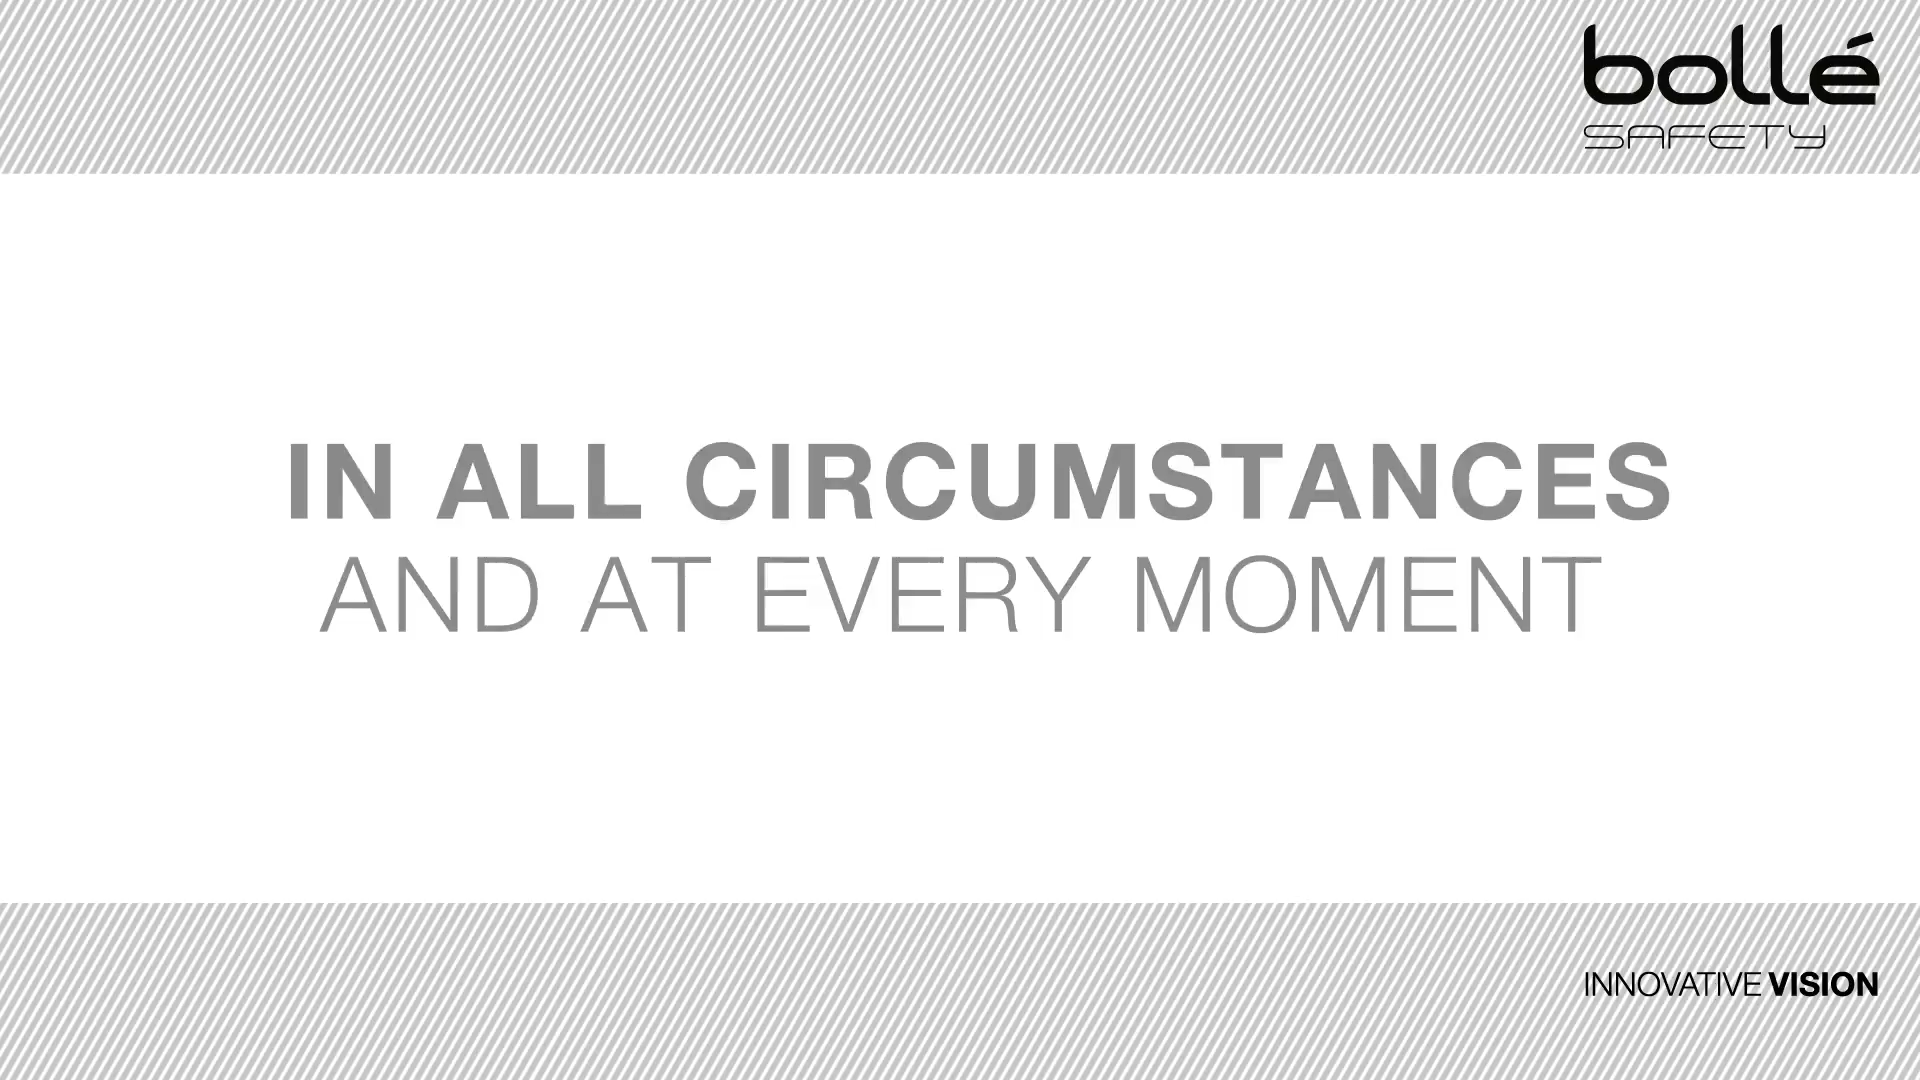 bollé
SAFETY
IN ALL CIRCUMSTANCES
AND AT EVERY MOMENT
INNOVATIVE VISION